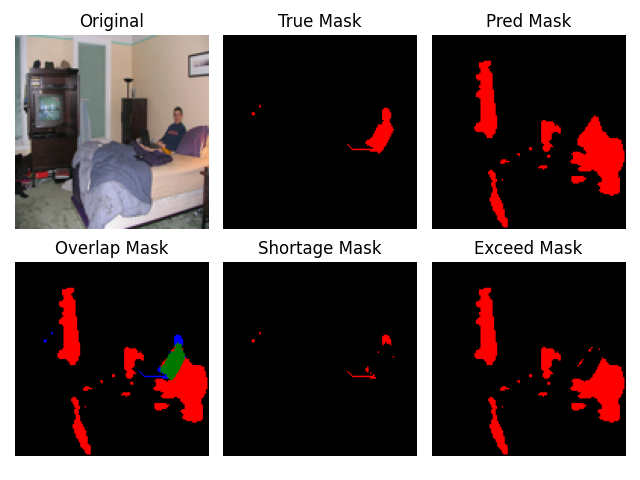 Original
True Mask
Pred Mask
Overlap Mask
Shortage Mask
Exceed Mask